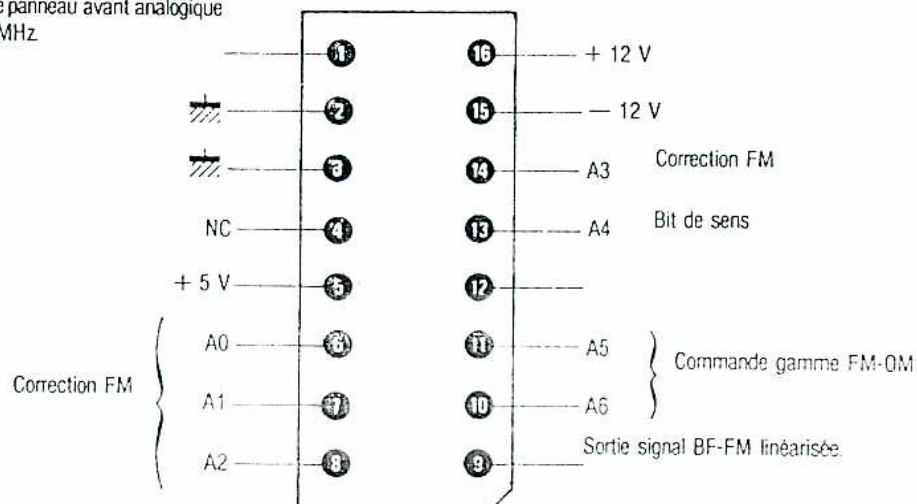 panneau avant analogique
MHz
1 16 + 12 V
2 15 — 12 V
3 14 A3 Correction FM
NC 4 13 A4 Bit de sens
+ 5 V 5 12
A0 6 11 A5
Correction FM A1 7 10 A6 Commande gamme FM-OM
A2 8 9 Sortie signal BF-FM linéarisée.